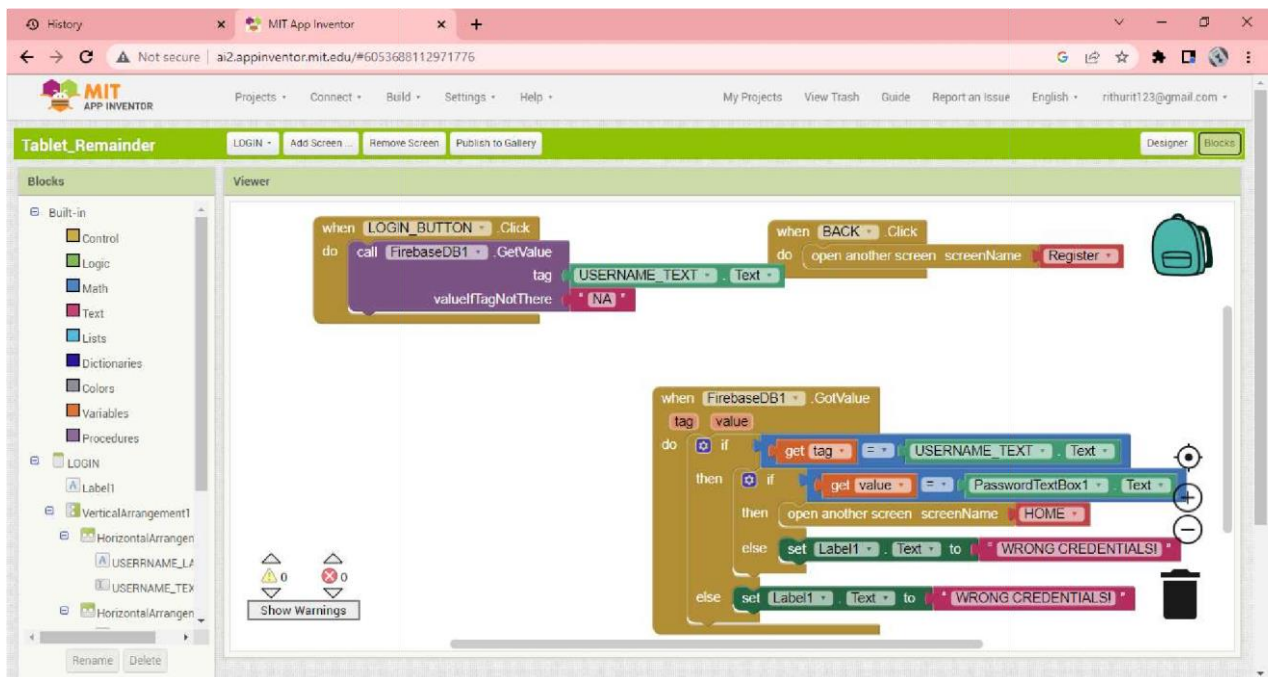 History
MIT App Inventor
Not secure | ai2.appinventor.mit.edu/#6053688112971776
MIT
APP INVENTOR
Projects Connect Build Settings Help My Projects View Trash Guide Report an Issue English rithurit123@gmail.com
Tablet_Remainder LOGIN Add Screen ... Remove Screen Publish to Gallery Designer Blocks
Blocks Viewer
Built-in
Control
Logic
Math
Text
Lists
Dictionaries
Colors
Variables
Procedures
LOGIN
Label1
VerticalArrangement1
HorizontalArrangen
USERRNAME_LA
USERNAME_TEX
HorizontalArrangen
Rename Delete
when LOGIN_BUTTON .Click
do call FirebaseDB1 .GetValue
tag USERNAME_TEXT . Text
valueIfTagNotThere " NA "
when BACK .Click
do open another screen screenName Register
when FirebaseDB1 .GotValue
tag value
do if get tag = USERNAME_TEXT . Text
then if get value = PasswordTextBox1 . Text
then open another screen screenName HOME
else set Label1 . Text to " WRONG CREDENTIALS! "
else set Label1 . Text to " WRONG CREDENTIALS! "
0 0
Show Warnings